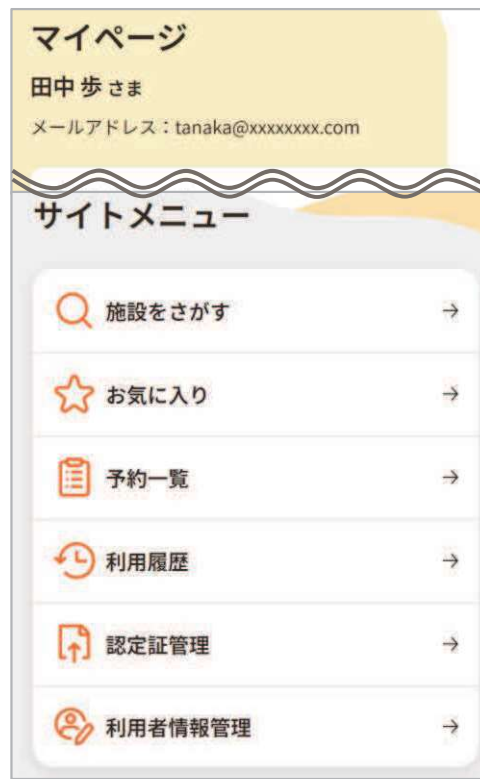 マイページ
田中 歩 さま
メールアドレス：tanaka@xxxxxxxx.com
サイトメニュー
施設をさがす
お気に入り
予約一覧
利用履歴
認定証管理
利用者情報管理